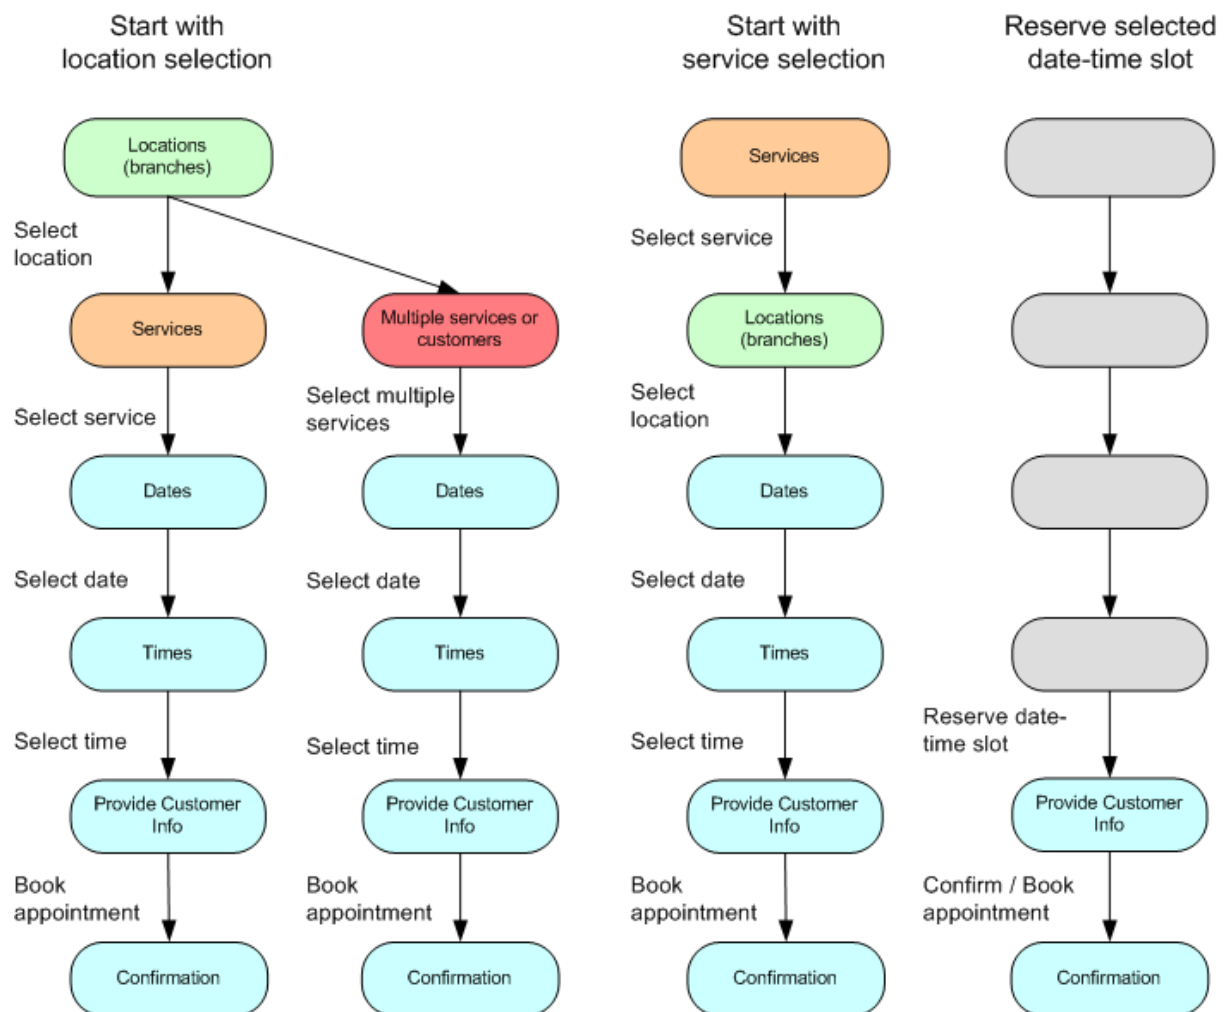 Start with
location selection
Start with
service selection
Reserve selected
date-time slot
Locations
(branches)
Services
Select
location
Select service
Services
Multiple services or
customers
Locations
(branches)
Select service
Select multiple
services
Select
location
Dates
Dates
Dates
Select date
Select date
Select date
Times
Times
Times
Select time
Select time
Select time
Reserve date-
time slot
Provide Customer
Info
Provide Customer
Info
Provide Customer
Info
Provide Customer
Info
Book
appointment
Book
appointment
Book
appointment
Confirm / Book
appointment
Confirmation
Confirmation
Confirmation
Confirmation